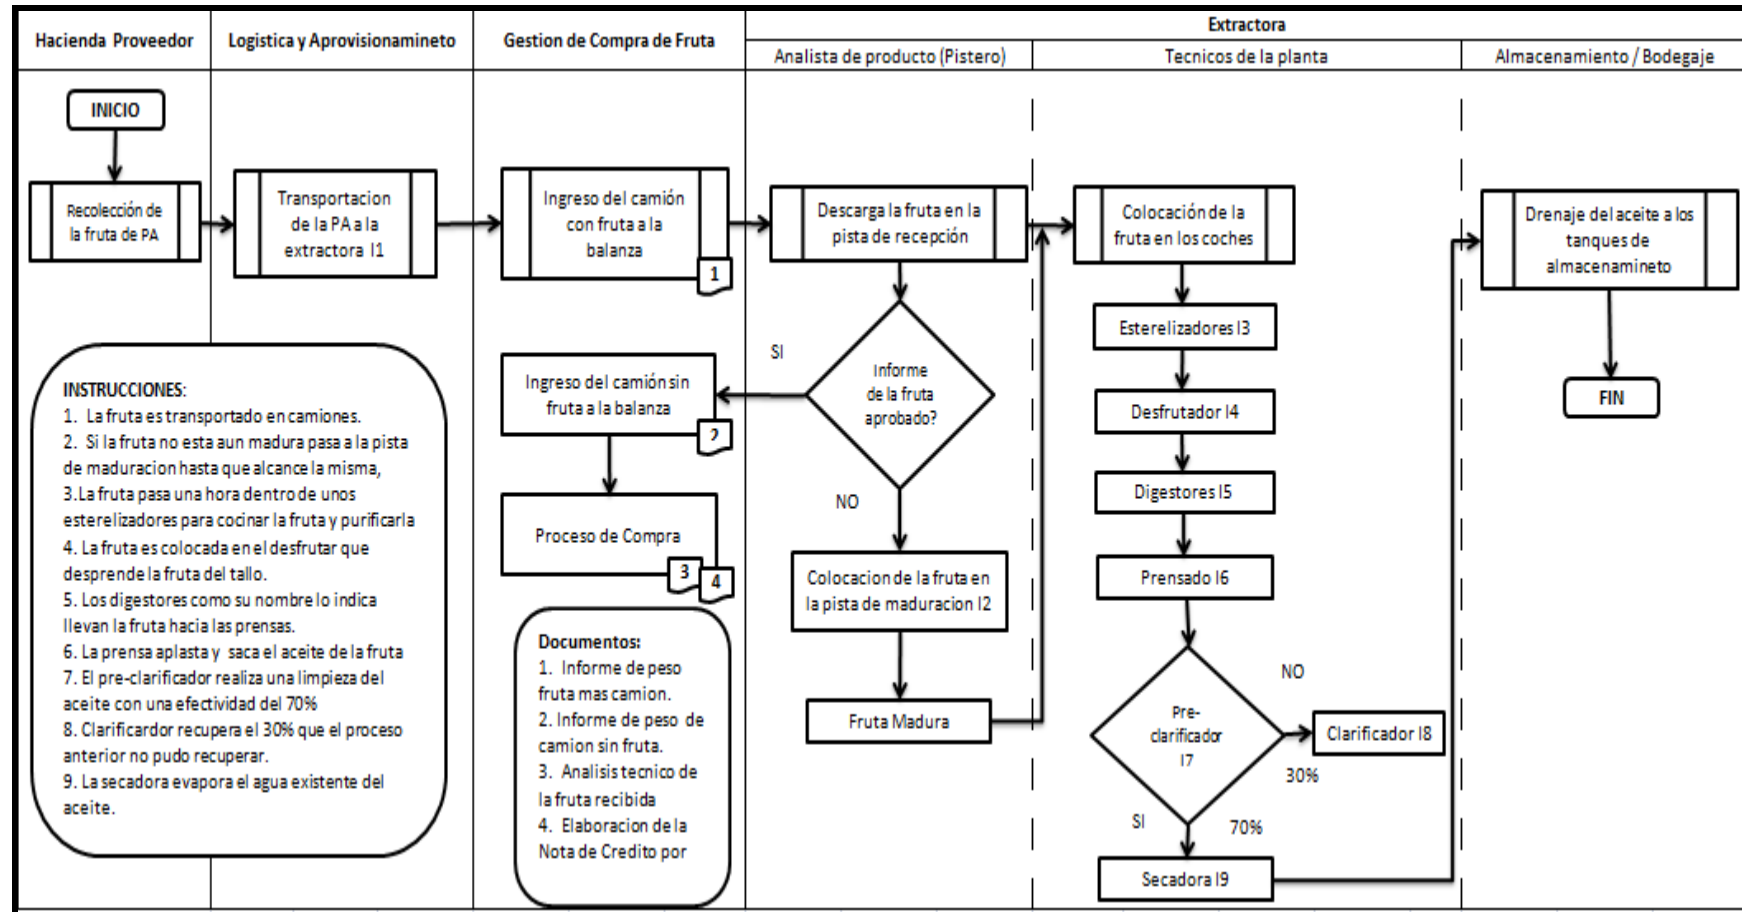 Hacienda Proveedor
Logistica y Aprovisionamineto
Gestion de Compra de Fruta
Extractora
Analista de producto (Pistero)
Tecnicos de la planta
Almacenamiento / Bodegaje
INICIO
Recolección de
la fruta de PA
Transportacion
de la PA a la
extractora I1
Ingreso del camión
con fruta a la
balanza
1
Descarga la fruta en la
pista de recepción
Colocación de la
fruta en los coches
Drenaje del aceite a los
tanques de
almacenamineto
FIN
Esterelizadores I3
Desfrutador I4
Digestores I5
Prensado I6
Pre-
clarificador
I7
NO
30%
Clarificador I8
SI
70%
Secadora I9
SI
Informe
de la fruta
aprobado?
NO
Colocacion de la fruta en
la pista de maduracion I2
Fruta Madura
Ingreso del camión sin
fruta a la balanza
2
Proceso de Compra
3
4
INSTRUCCIONES:
1. La fruta es transportado en camiones.
2. Si la fruta no esta aun madura pasa a la pista
de maduracion hasta que alcance la misma,
3.La fruta pasa una hora dentro de unos
esterelizadores para cocinar la fruta y purificarla
4. La fruta es colocada en el desfrutar que
desprende la fruta del tallo.
5. Los digestores como su nombre lo indica
llevan la fruta hacia las prensas.
6. La prensa aplasta y saca el aceite de la fruta
7. El pre-clarificador realiza una limpieza del
aceite con una efectividad del 70%
8. Clarificardor recupera el 30% que el proceso
anterior no pudo recuperar.
9. La secadora evapora el agua existente del
aceite.
Documentos:
1. Informe de peso
fruta mas camion.
2. Informe de peso de
camion sin fruta.
3. Analisis tecnico de
la fruta recibida
4. Elaboracion de la
Nota de Credito por